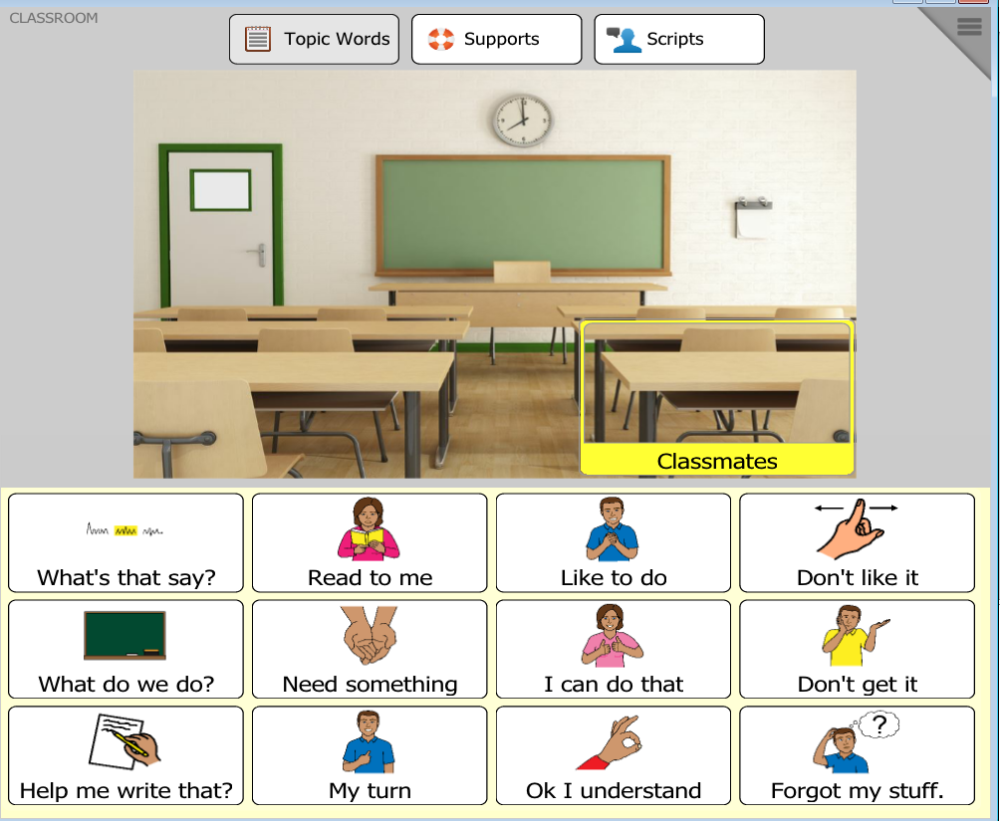 CLASSROOM
Topic Words
Supports
Scripts
Classmates
What's that say?
Read to me
Like to do
Don't like it
What do we do?
Need something
I can do that
Don't get it
Help me write that?
My turn
Ok I understand
?
Forgot my stuff.